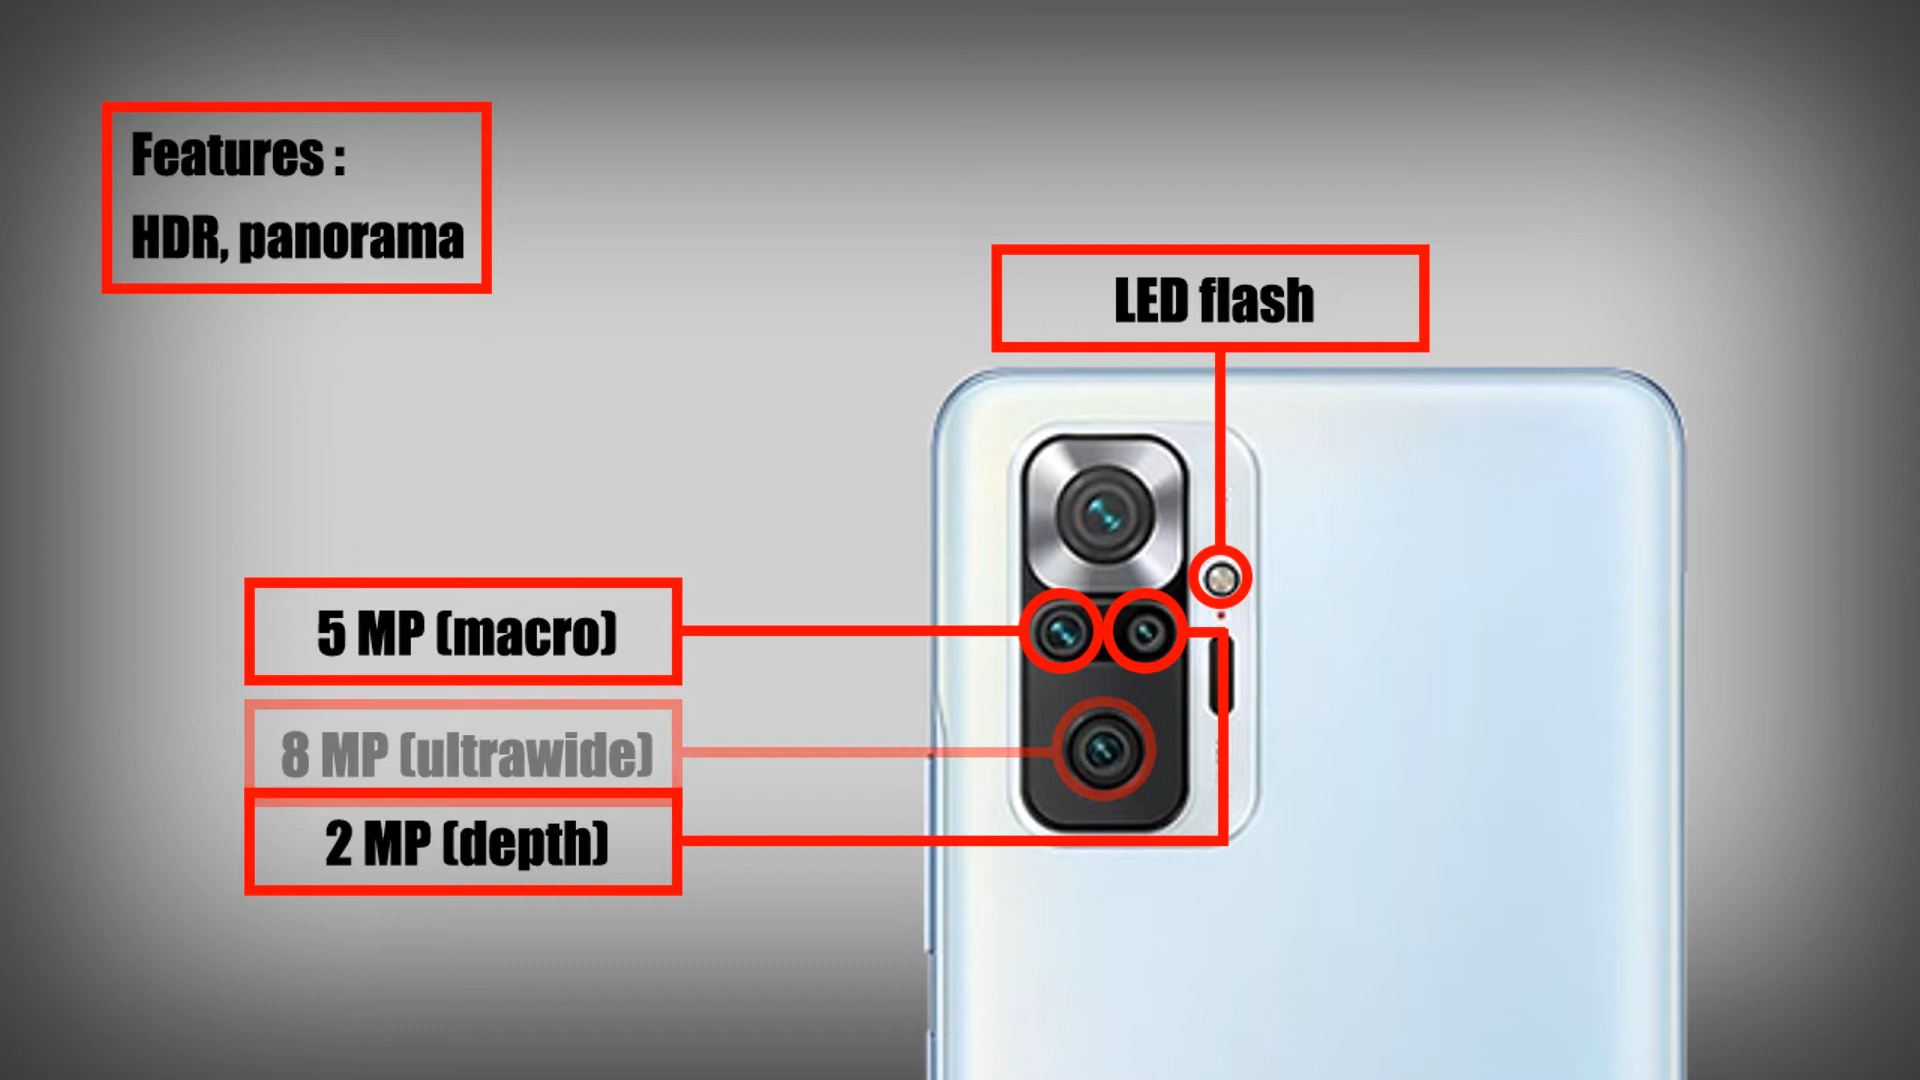 Features :
HDR, panorama
LED flash
5 MP (macro)
8 MP (ultrawide)
2 MP (depth)